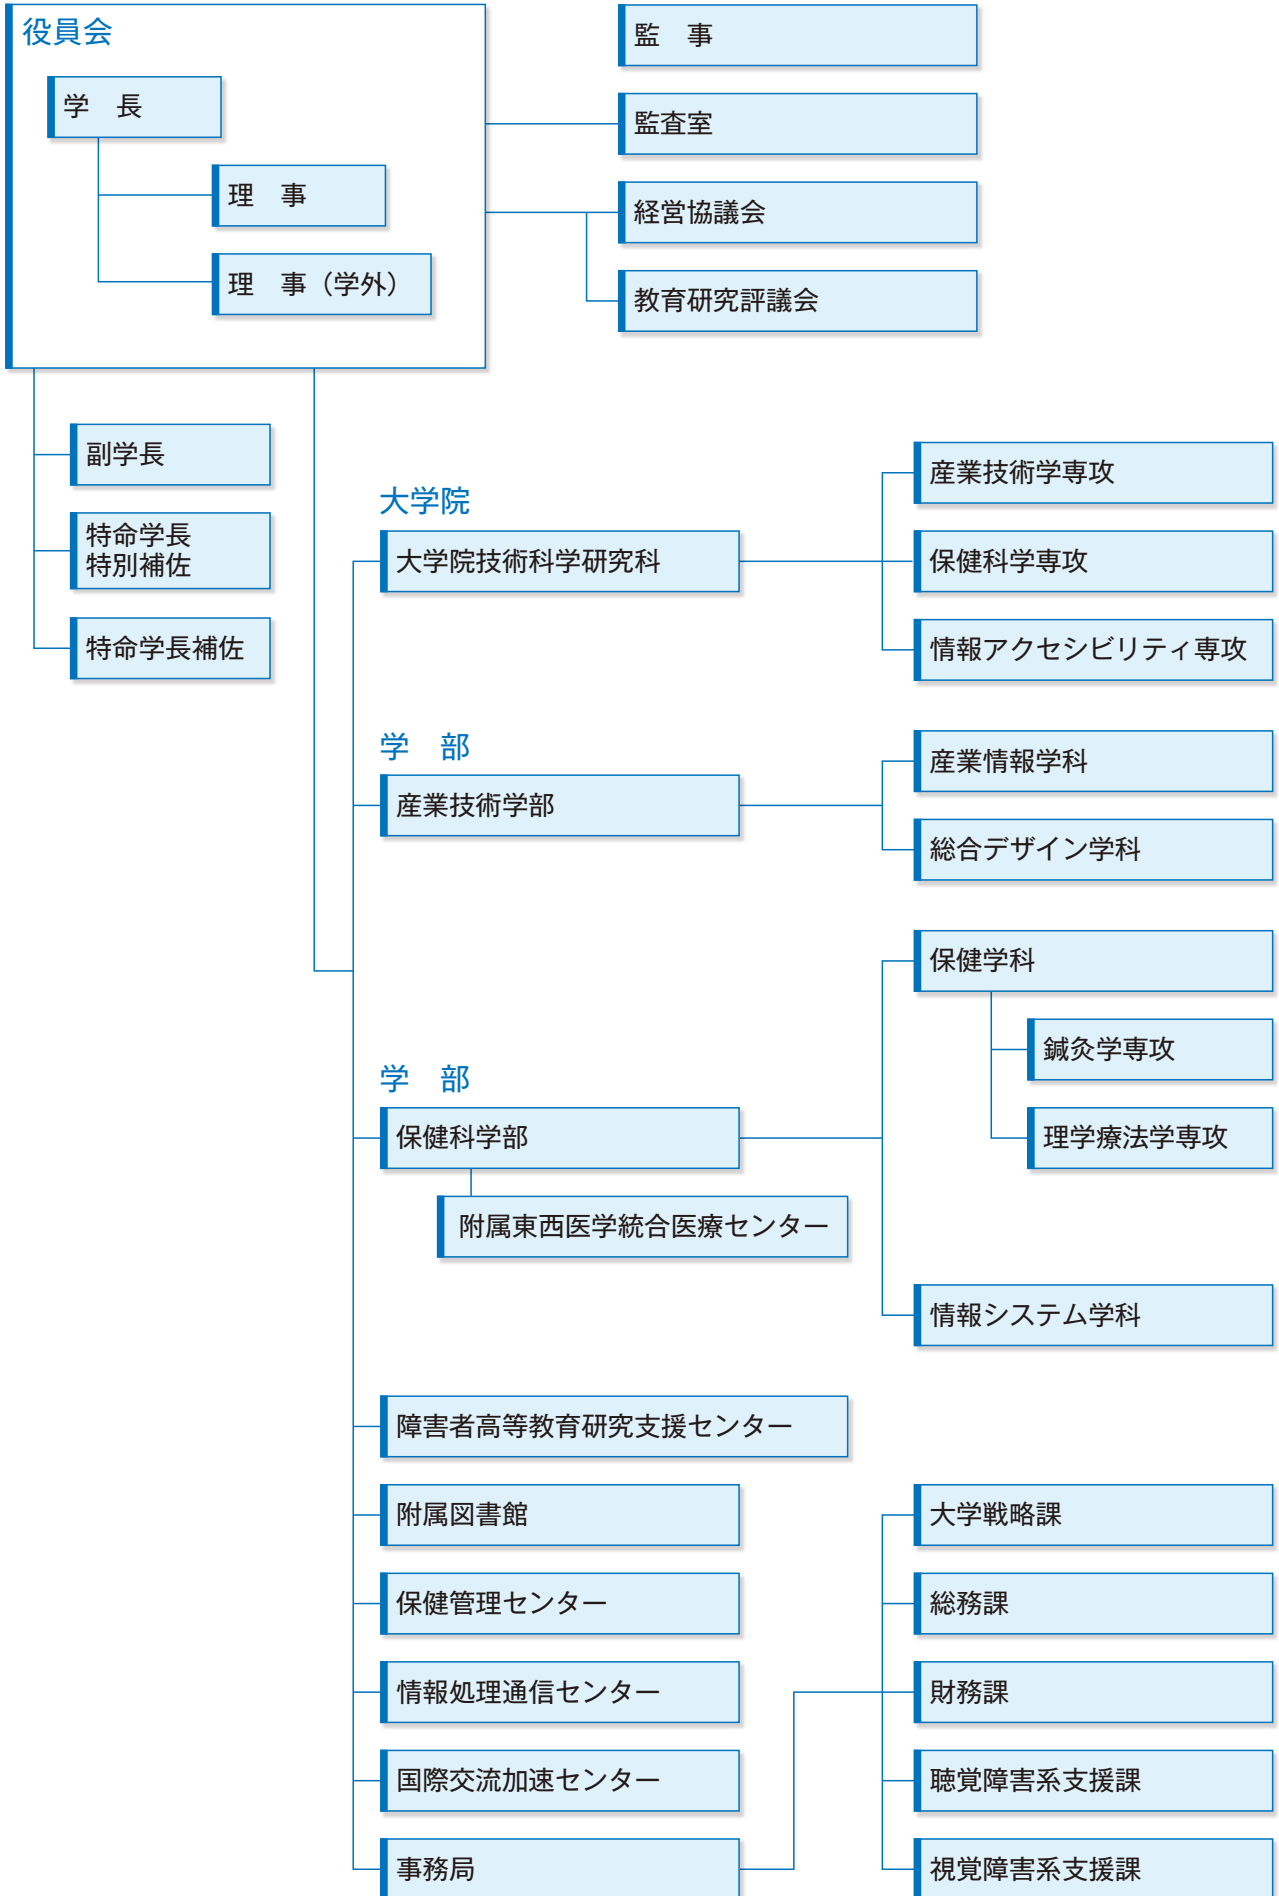 役員会
学　長
理　事
理　事（学外）
監　事
監査室
経営協議会
教育研究評議会
副学長
特命学長
特別補佐
特命学長補佐
大学院
大学院技術科学研究科
産業技術学専攻
保健科学専攻
情報アクセシビリティ専攻
学　部
産業技術学部
産業情報学科
総合デザイン学科
学　部
保健科学部
附属東西医学統合医療センター
保健学科
鍼灸学専攻
理学療法学専攻
情報システム学科
障害者高等教育研究支援センター
附属図書館
保健管理センター
情報処理通信センター
国際交流加速センター
事務局
大学戦略課
総務課
財務課
聴覚障害系支援課
視覚障害系支援課